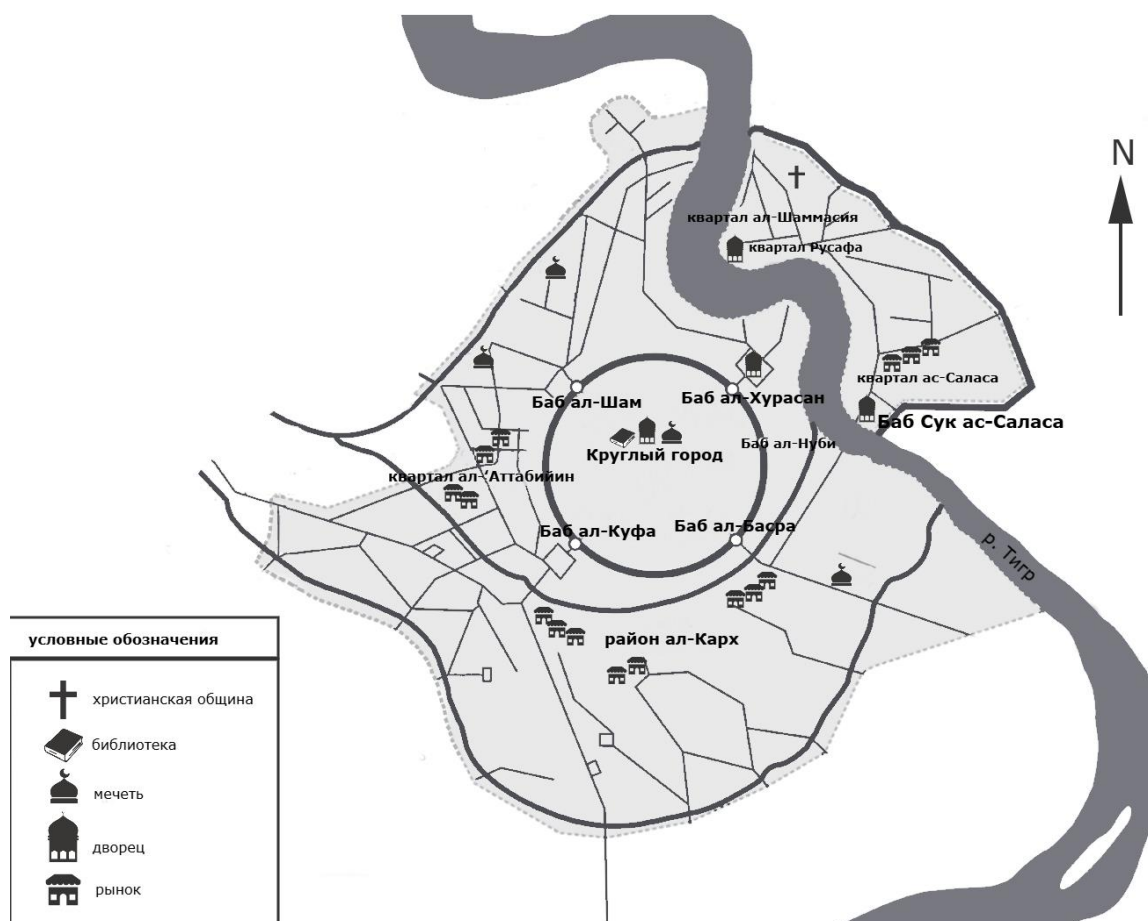 N
квартал ал-Шаммасия
квартал Русафа
квартал ас-Саласа
Баб ал-Шам
Баб ал-Хурасан
Баб Сук ас-Саласа
Баб ал-Нуби
Круглый город
квартал ал-‘Аттабийин
Баб ал-Куфа
Баб ал-Басра
р. Тигр
район ал-Карх
условные обозначения
христианская община
библиотека
мечеть
дворец
рынок